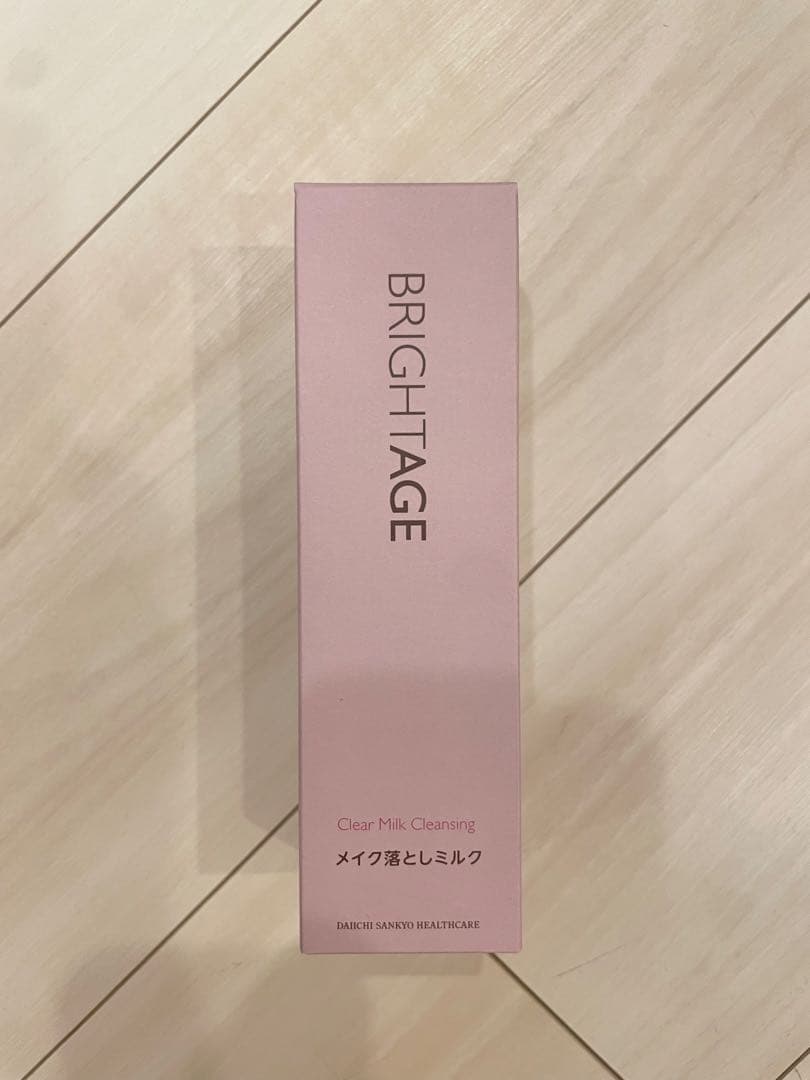 BRIGHTAGE
Clear Milk Cleansing
メイク落としミルク
DAIICHI SANKYO HEALTHCARE